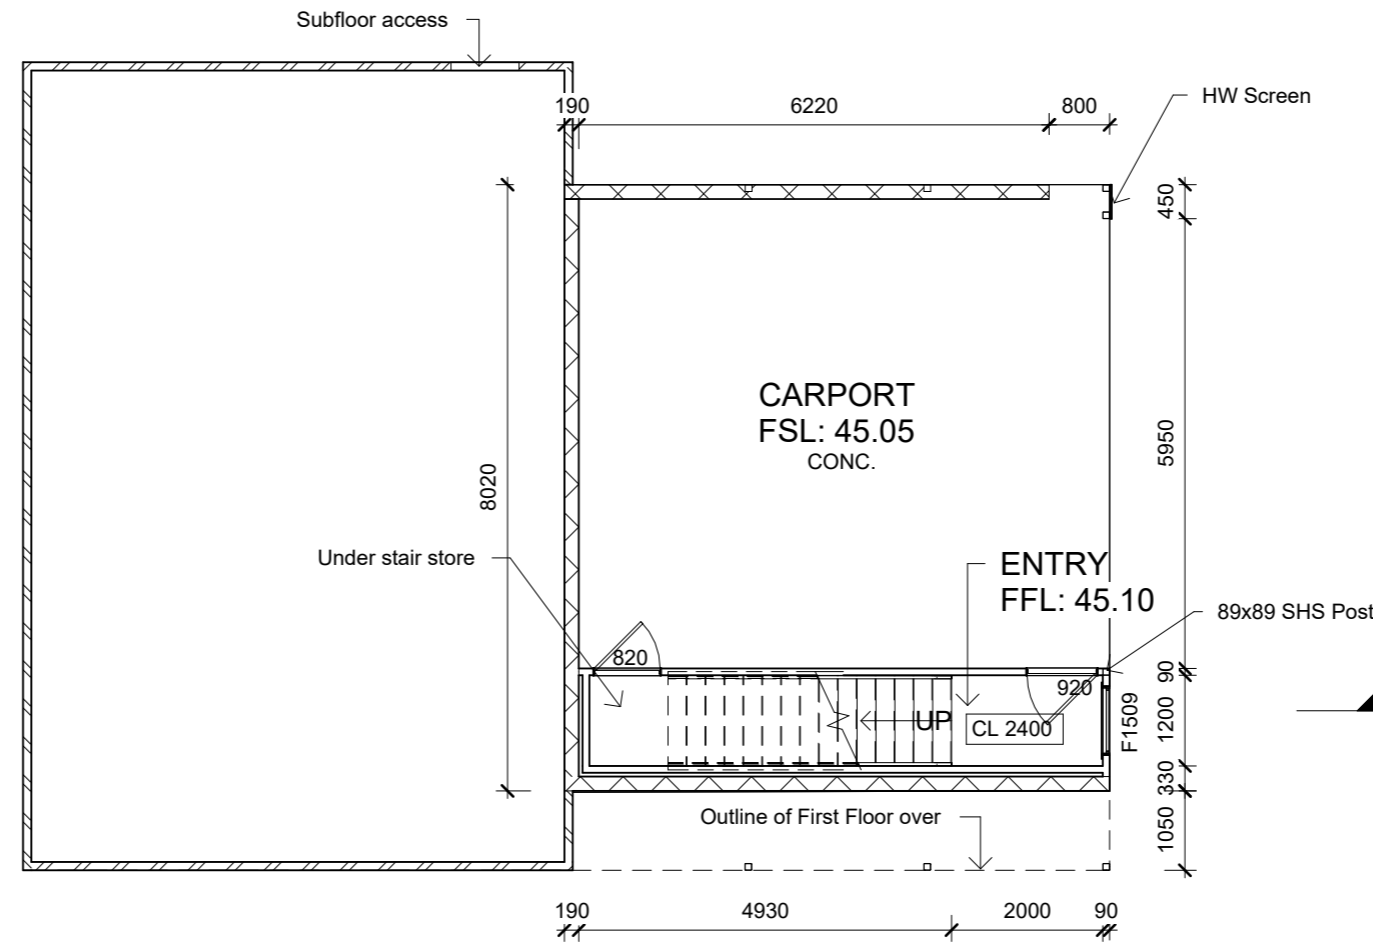 Subfloor access
190
6220
800
HW Screen
450
CARPORT
FSL: 45.05
CONC.
5950
8020
Under stair store
ENTRY
FFL: 45.10
89x89 SHS Post
820
920
90
UP
CL 2400
F1509
1200
330
Outline of First Floor over
1050
190
4930
2000
90